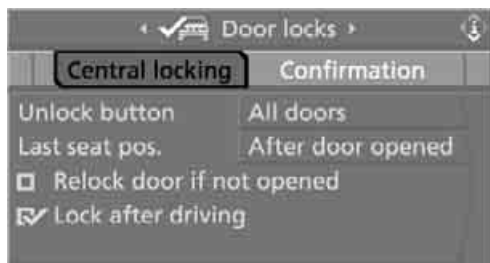 Door locks
Central locking Confirmation
Unlock button All doors
Last seat pos. After door opened
Relock door if not opened
Lock after driving